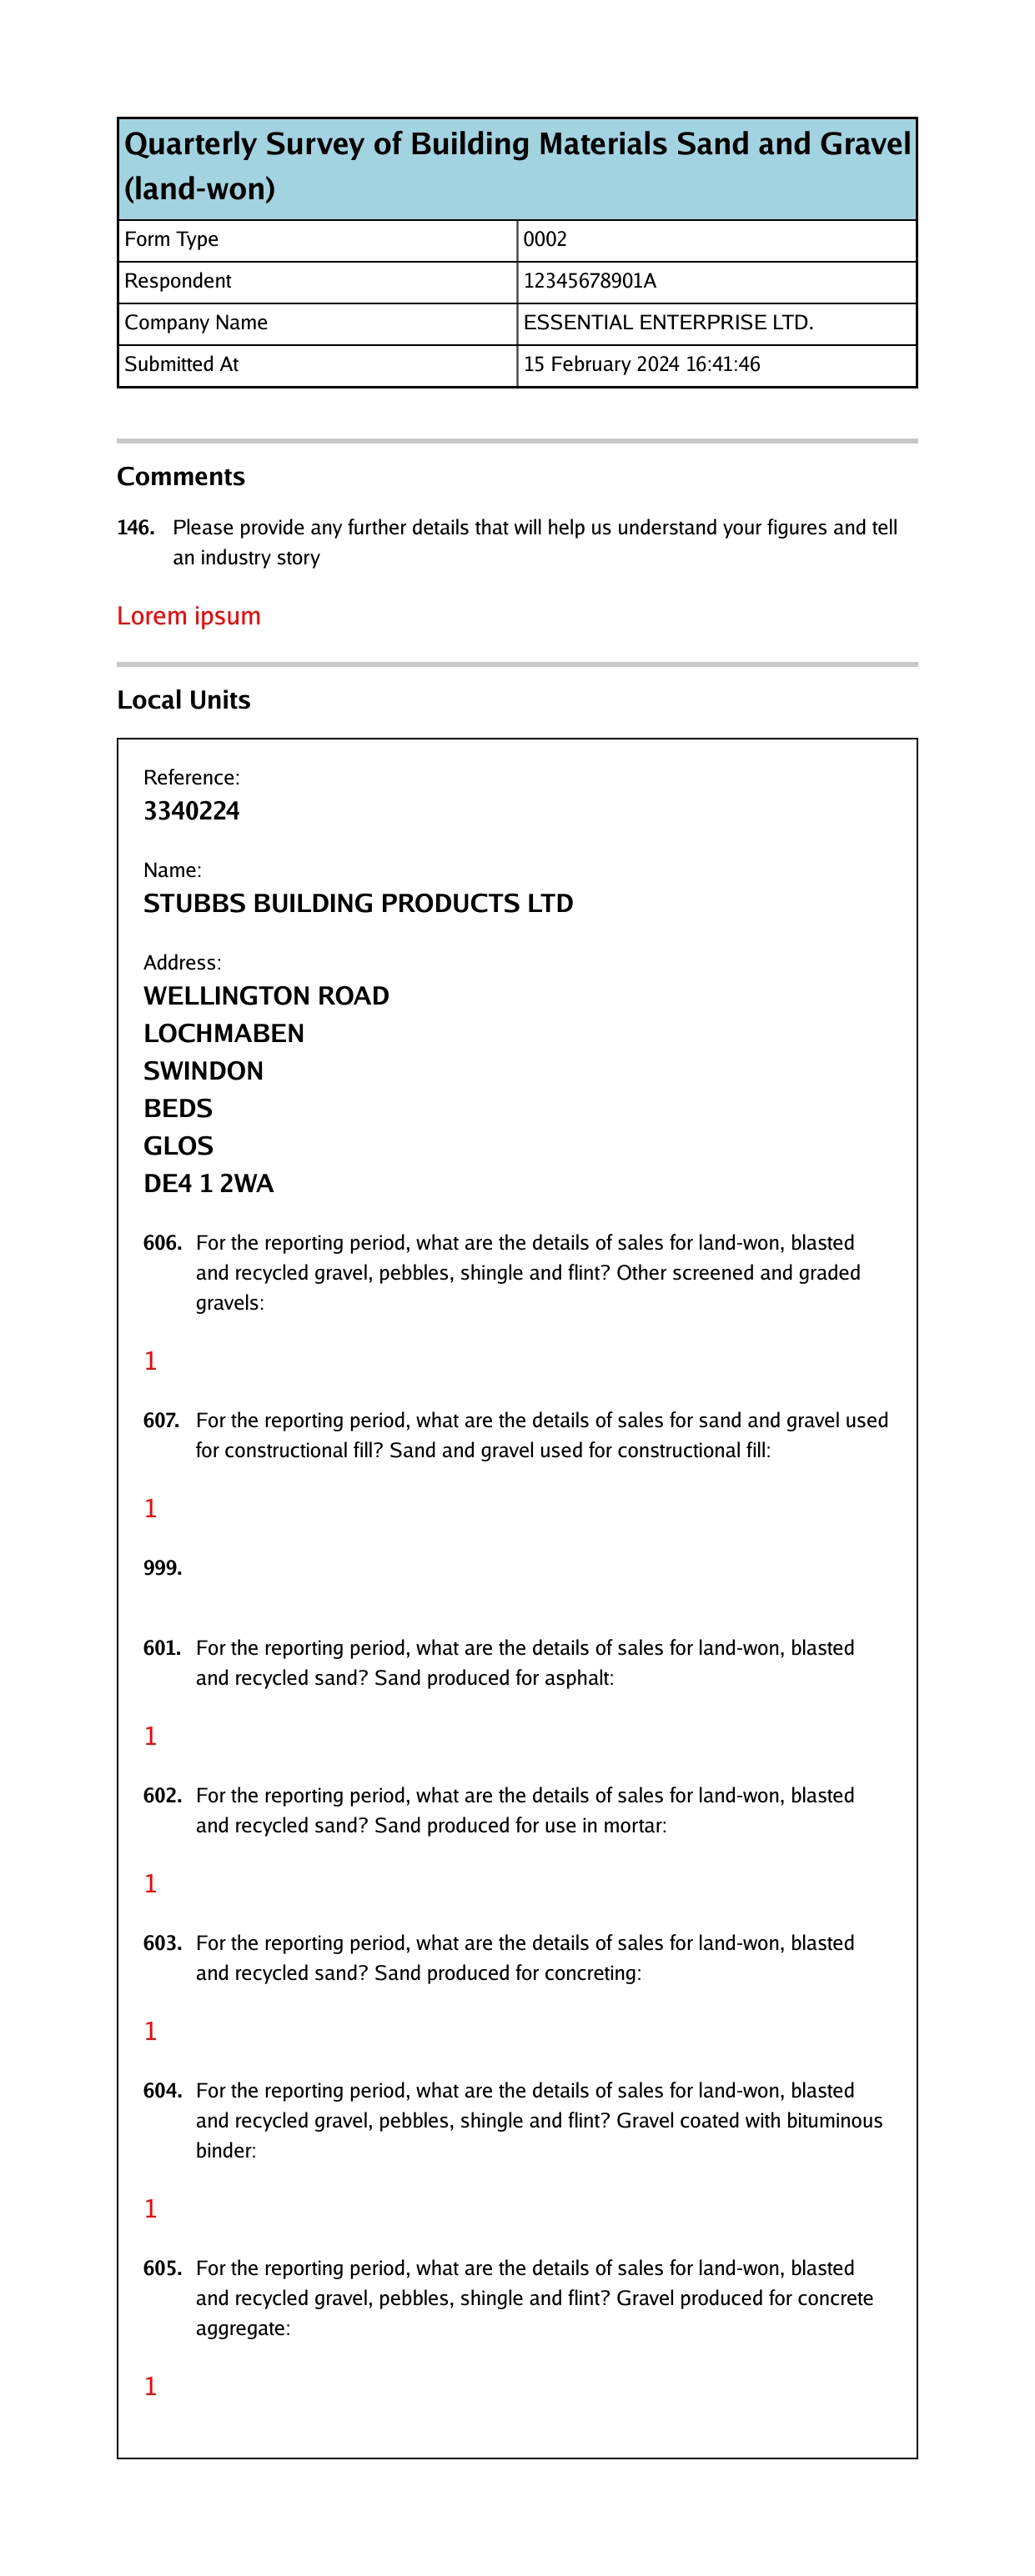 Quarterly Survey of Building Materials Sand and Gravel
(land-won)
Form Type 0002
Respondent 12345678901A
Company Name ESSENTIAL ENTERPRISE LTD.
Submitted At 15 February 2024 16:41:46
Comments
146. Please provide any further details that will help us understand your figures and tell
an industry story
Lorem ipsum
Local Units
Reference:
3340224
Name:
STUBBS BUILDING PRODUCTS LTD
Address:
WELLINGTON ROAD
LOCHMABEN
SWINDON
BEDS
GLOS
DE4 1 2WA
606. For the reporting period, what are the details of sales for land-won, blasted
and recycled gravel, pebbles, shingle and flint? Other screened and graded
gravels:
1
607. For the reporting period, what are the details of sales for sand and gravel used
for constructional fill? Sand and gravel used for constructional fill:
1
999.
601. For the reporting period, what are the details of sales for land-won, blasted
and recycled sand? Sand produced for asphalt:
1
602. For the reporting period, what are the details of sales for land-won, blasted
and recycled sand? Sand produced for use in mortar:
1
603. For the reporting period, what are the details of sales for land-won, blasted
and recycled sand? Sand produced for concreting:
1
604. For the reporting period, what are the details of sales for land-won, blasted
and recycled gravel, pebbles, shingle and flint? Gravel coated with bituminous
binder:
1
605. For the reporting period, what are the details of sales for land-won, blasted
and recycled gravel, pebbles, shingle and flint? Gravel produced for concrete
aggregate:
1